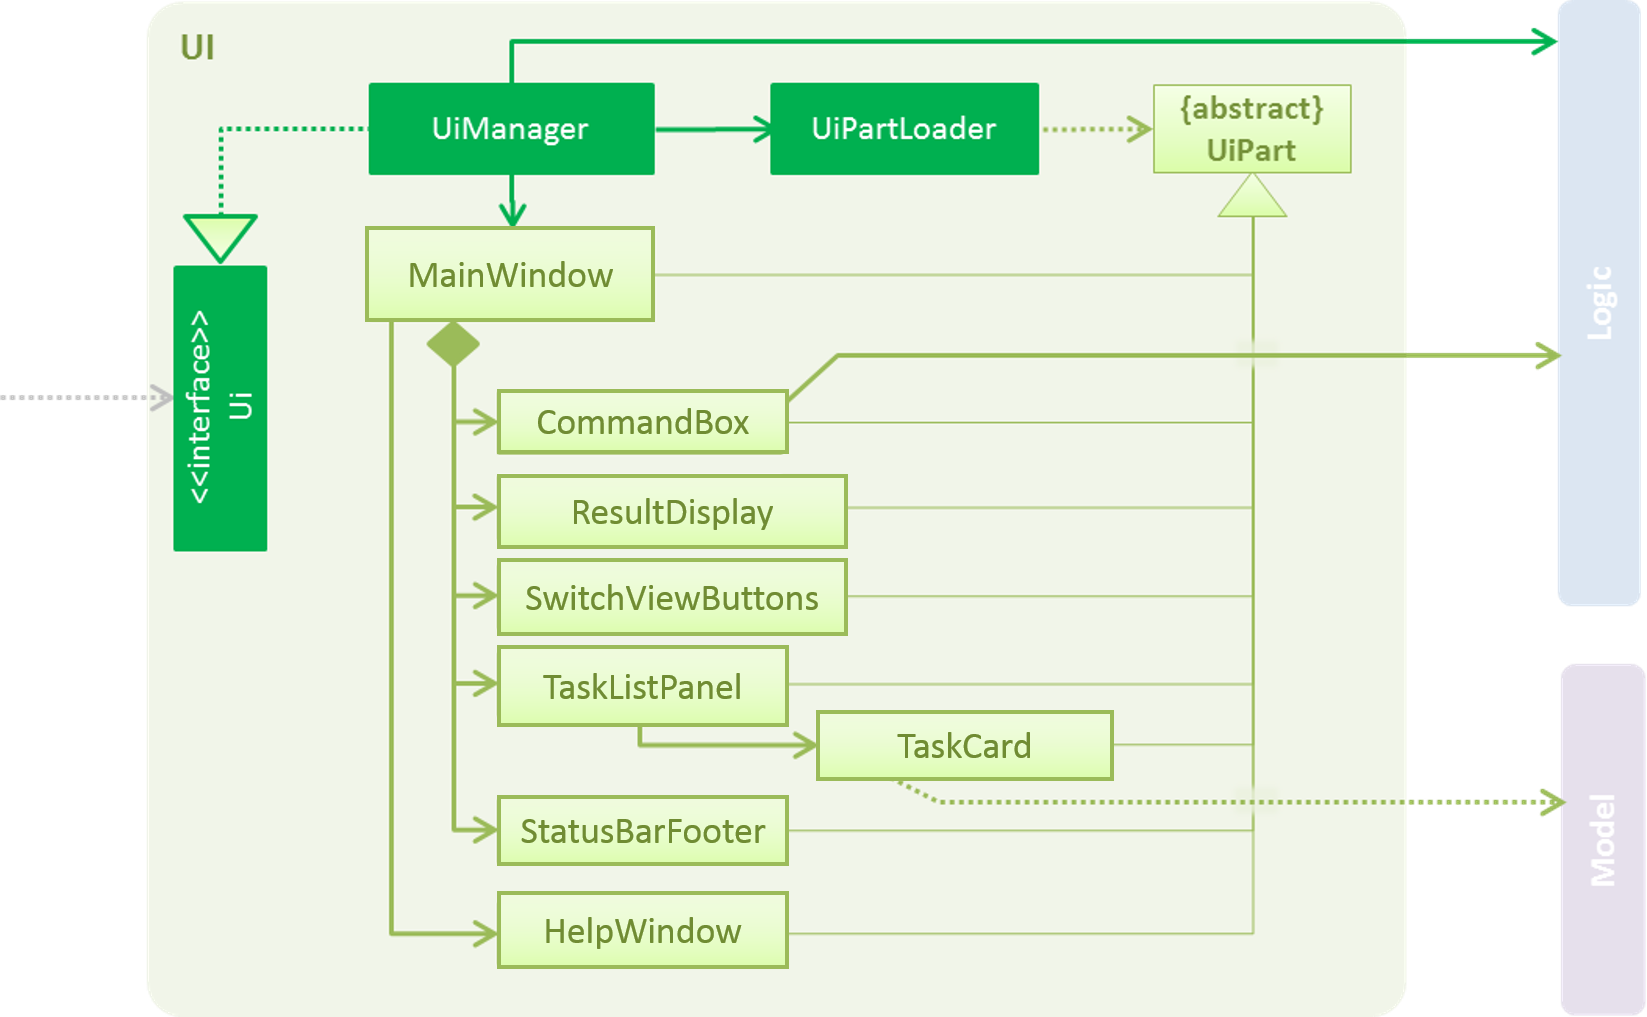 UI
UiManager
UiPartLoader
{abstract}
UiPart
MainWindow
<<interface>>
Ui
CommandBox
ResultDisplay
SwitchViewButtons
TaskListPanel
TaskCard
StatusBarFooter
HelpWindow
Logic
Model